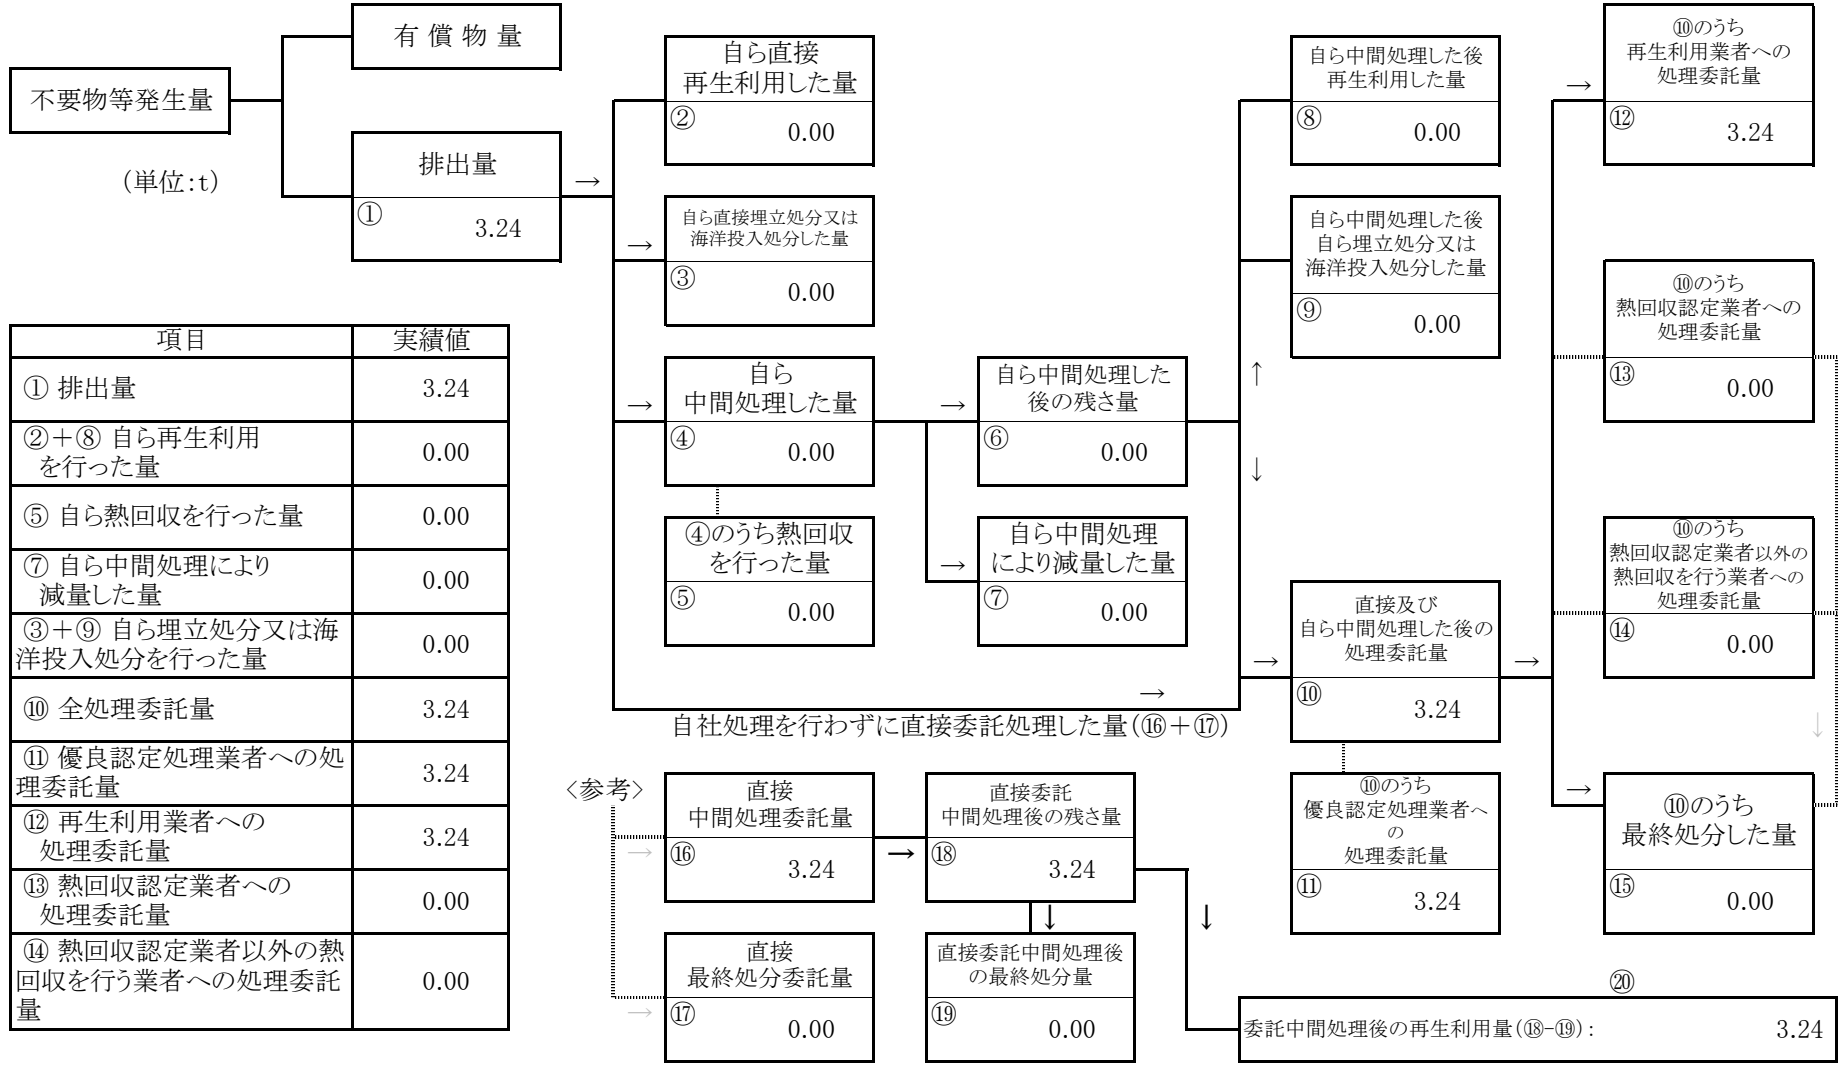 不要物等発生量
(単位:t)
有 償 物 量
排出量
→
①
3.24
自ら直接
再生利用した量
②
0.00
→
自ら直接埋立処分又は
海洋投入処分した量
③
0.00
→
自ら
中間処理した量
④
0.00
④のうち熱回収
を行った量
⑤
0.00
→
自ら中間処理した
後の残さ量
⑥
0.00
→
自ら中間処理
により減量した量
⑦
0.00
→
自社処理を行わずに直接委託処理した量(⑯+⑰)
自ら中間処理した後
再生利用した量
⑧
0.00
自ら中間処理した後
自ら埋立処分又は
海洋投入処分した量
⑨
0.00
↑
↓
→
直接及び
自ら中間処理した後の
処理委託量
⑩
3.24
→
⑩のうち
優良認定処理業者へ
の
処理委託量
⑪
3.24
→
⑩のうち
再生利用業者への
処理委託量
⑫
3.24
⑩のうち
熱回収認定業者への
処理委託量
⑬
0.00
⑩のうち
熱回収認定業者以外の
熱回収を行う業者への
処理委託量
⑭
0.00
↓
→
⑩のうち
最終処分した量
⑮
0.00
項目 実績値
① 排出量 3.24
②+⑧ 自ら再生利用
を行った量 0.00
⑤ 自ら熱回収を行った量 0.00
⑦ 自ら中間処理により
減量した量 0.00
③+⑨ 自ら埋立処分又は海
洋投入処分を行った量 0.00
⑩ 全処理委託量 3.24
⑪ 優良認定処理業者への処
理委託量 3.24
⑫ 再生利用業者への
処理委託量 3.24
⑬ 熱回収認定業者への
処理委託量 0.00
⑭ 熱回収認定業者以外の熱
回収を行う業者への処理委託
量 0.00
<参考>
→
直接
中間処理委託量
⑯
3.24
→
直接委託
中間処理後の残さ量
⑱
3.24
↓
↓
→
直接
最終処分委託量
⑰
0.00
直接委託中間処理後
の最終処分量
⑲
0.00
⑳
委託中間処理後の再生利用量(⑱-⑲): 3.24